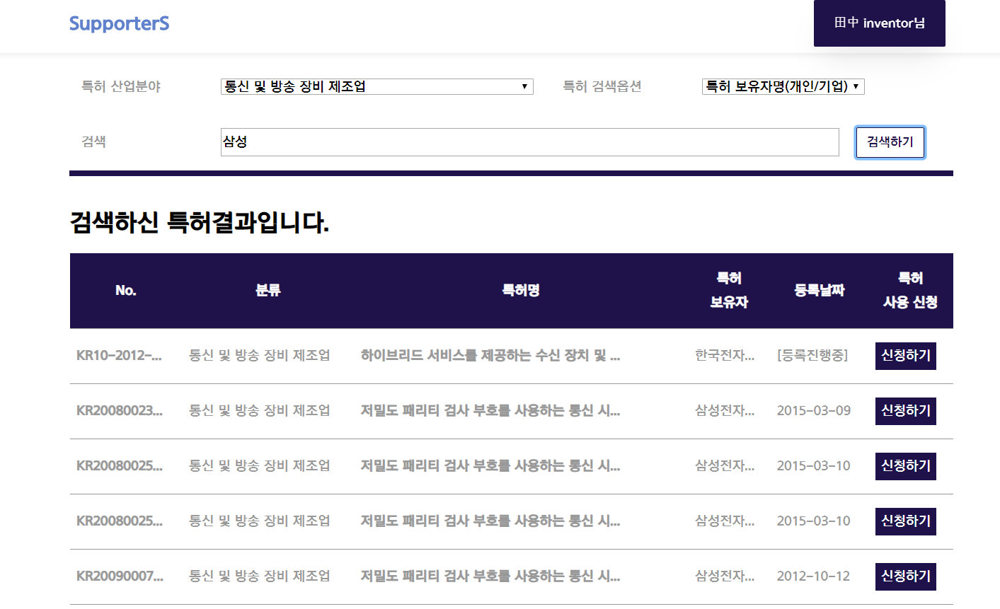 SupporterS
田中 inventor님
특허 산업분야 통신 및 방송 장비 제조업 특허 검색옵션 특허 보유자명(개인/기업)
검색 삼성 검색하기
검색하신 특허결과입니다.
No. 분류 특허명 특허 보유자 등록날짜 특허 사용 신청
KR10-2012-... 통신 및 방송 장비 제조업 하이브리드 서비스를 제공하는 수신 장치 및 ... 한국전자... [등록진행중] 신청하기
KR20080023... 통신 및 방송 장비 제조업 저밀도 패리티 검사 부호를 사용하는 통신 시... 삼성전자... 2015-03-09 신청하기
KR20080025... 통신 및 방송 장비 제조업 저밀도 패리티 검사 부호를 사용하는 통신 시... 삼성전자... 2015-03-10 신청하기
KR20080025... 통신 및 방송 장비 제조업 저밀도 패리티 검사 부호를 사용하는 통신 시... 삼성전자... 2015-03-10 신청하기
KR20090007... 통신 및 방송 장비 제조업 저밀도 패리티 검사 부호를 사용하는 통신 시... 삼성전자... 2012-10-12 신청하기